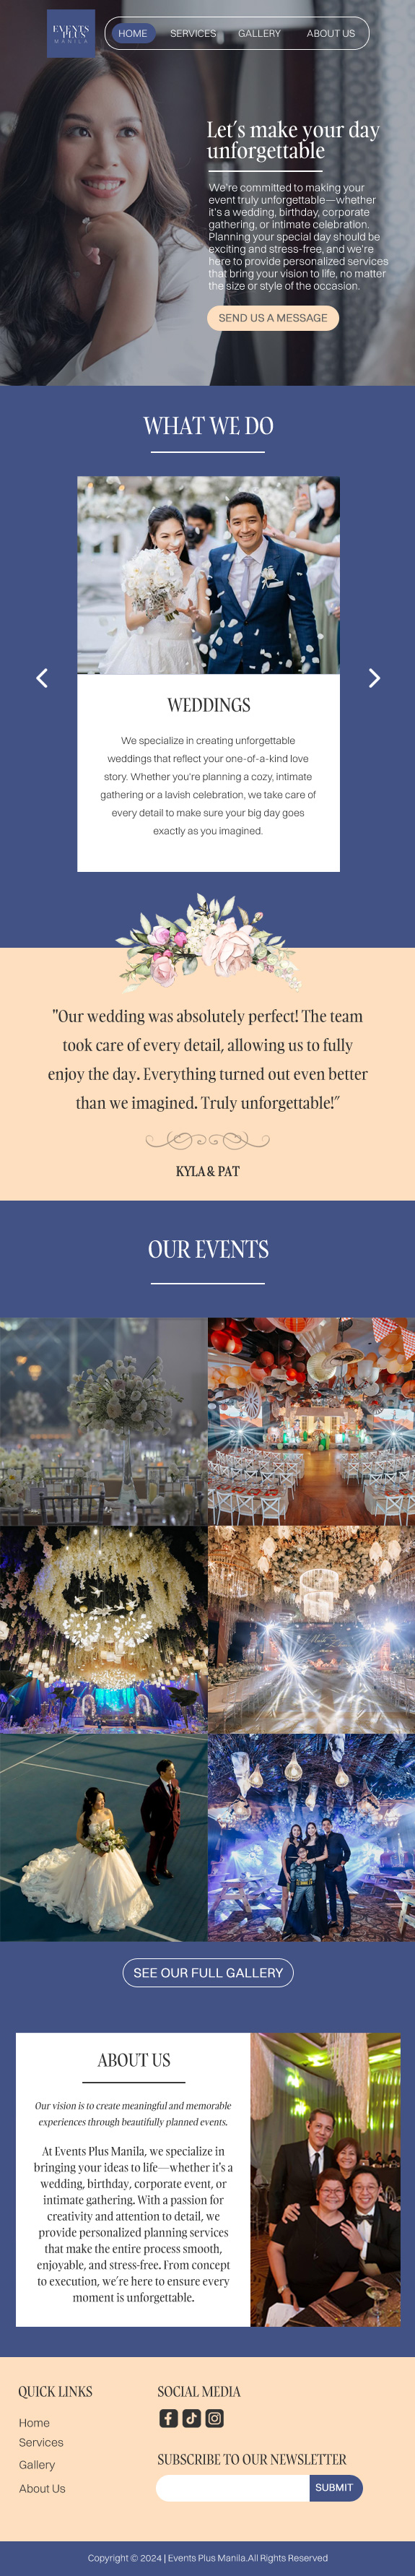 EVENTS
PLUS
MANILA
HOME SERVICES GALLERY ABOUT US
Let's make your day
unforgettable
We're committed to making your
event truly unforgettable—whether
it's a wedding, birthday, corporate
gathering, or intimate celebration.
Planning your special day should be
exciting and stress-free, and we're
here to provide personalized services
that bring your vision to life, no matter
the size or style of the occasion.
SEND US A MESSAGE
WHAT WE DO
WEDDINGS
We specialize in creating unforgettable
weddings that reflect your one-of-a-kind love
story. Whether you're planning a cozy, intimate
gathering or a lavish celebration, we take care of
every detail to make sure your big day goes
exactly as you imagined.
"Our wedding was absolutely perfect! The team
took care of every detail, allowing us to fully
enjoy the day. Everything turned out even better
than we imagined. Truly unforgettable!"
KYLA & PAT
OUR EVENTS
SEE OUR FULL GALLERY
ABOUT US
Our vision is to create meaningful and memorable
experiences through beautifully planned events.
At Events Plus Manila, we specialize in
bringing your ideas to life—whether it's a
wedding, birthday, corporate event, or
intimate gathering. With a passion for
creativity and attention to detail, we
provide personalized planning services
that make the entire process smooth,
enjoyable, and stress-free. From concept
to execution, we're here to ensure every
moment is unforgettable.
QUICK LINKS
Home
Services
Gallery
About Us
SOCIAL MEDIA
SUBSCRIBE TO OUR NEWSLETTER
SUBMIT
Copyright © 2024 | Events Plus Manila.All Rights Reserved